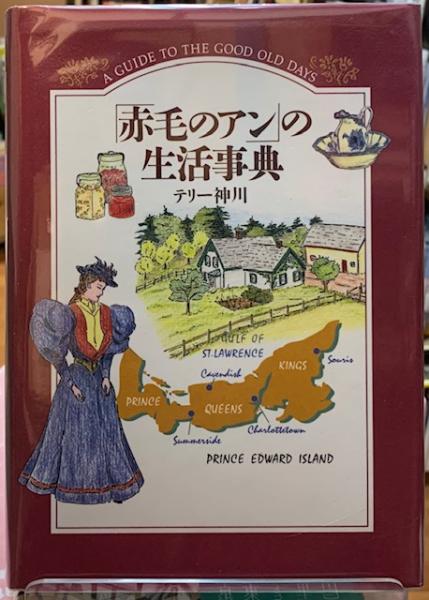 A GUIDE TO THE GOOD OLD DAYS
「赤毛のアン」の
生活事典
テリー神川
GULF OF
ST. LAWRENCE
KINGS
Souris
Cavendish
PRINCE
QUEENS
Charlottetown
Summerside
PRINCE EDWARD ISLAND